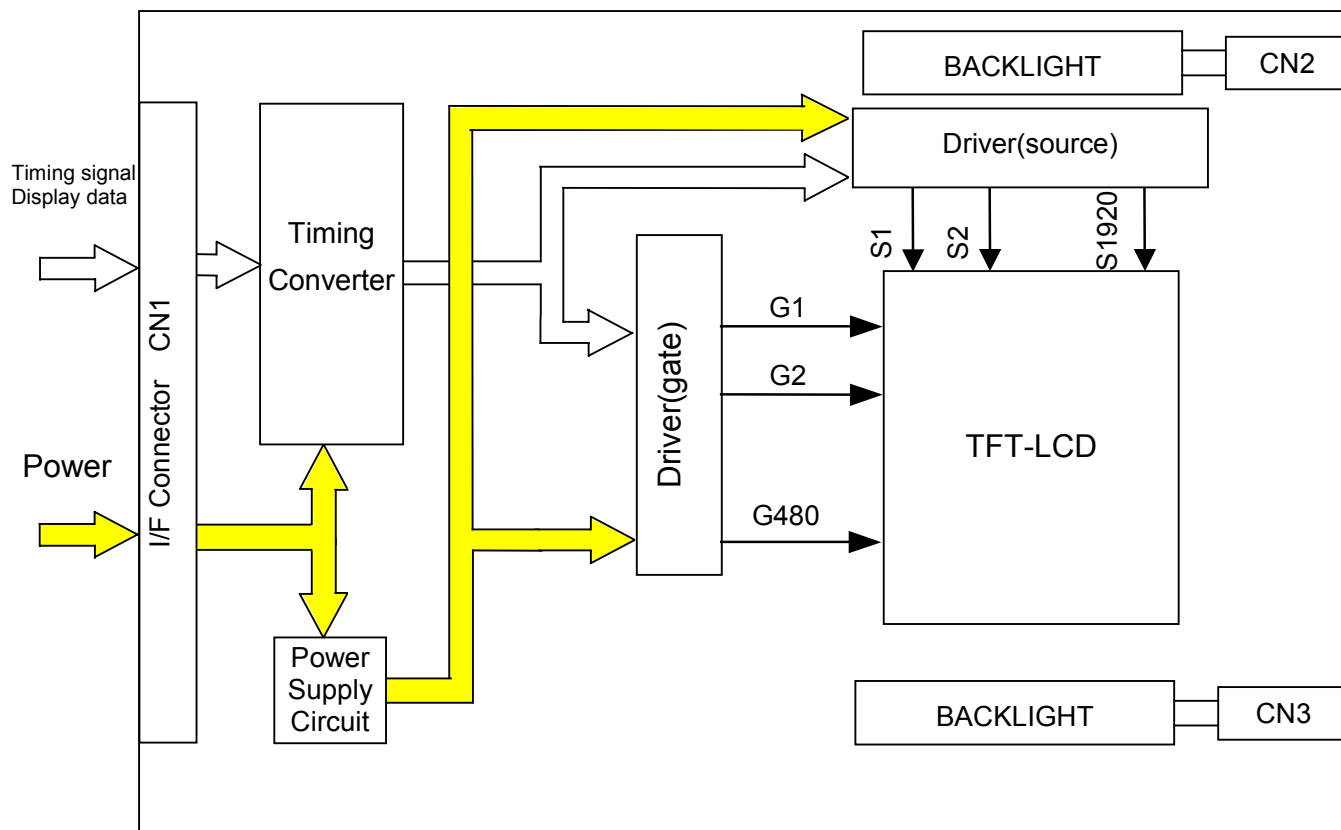 BACKLIGHT
CN2
Driver(source)
Timing signal
Display data
Timing
Converter
S1
S2
S1920
I/F Connector CN1
Driver(gate)
G1
G2
G480
TFT-LCD
Power
Power
Supply
Circuit
BACKLIGHT
CN3